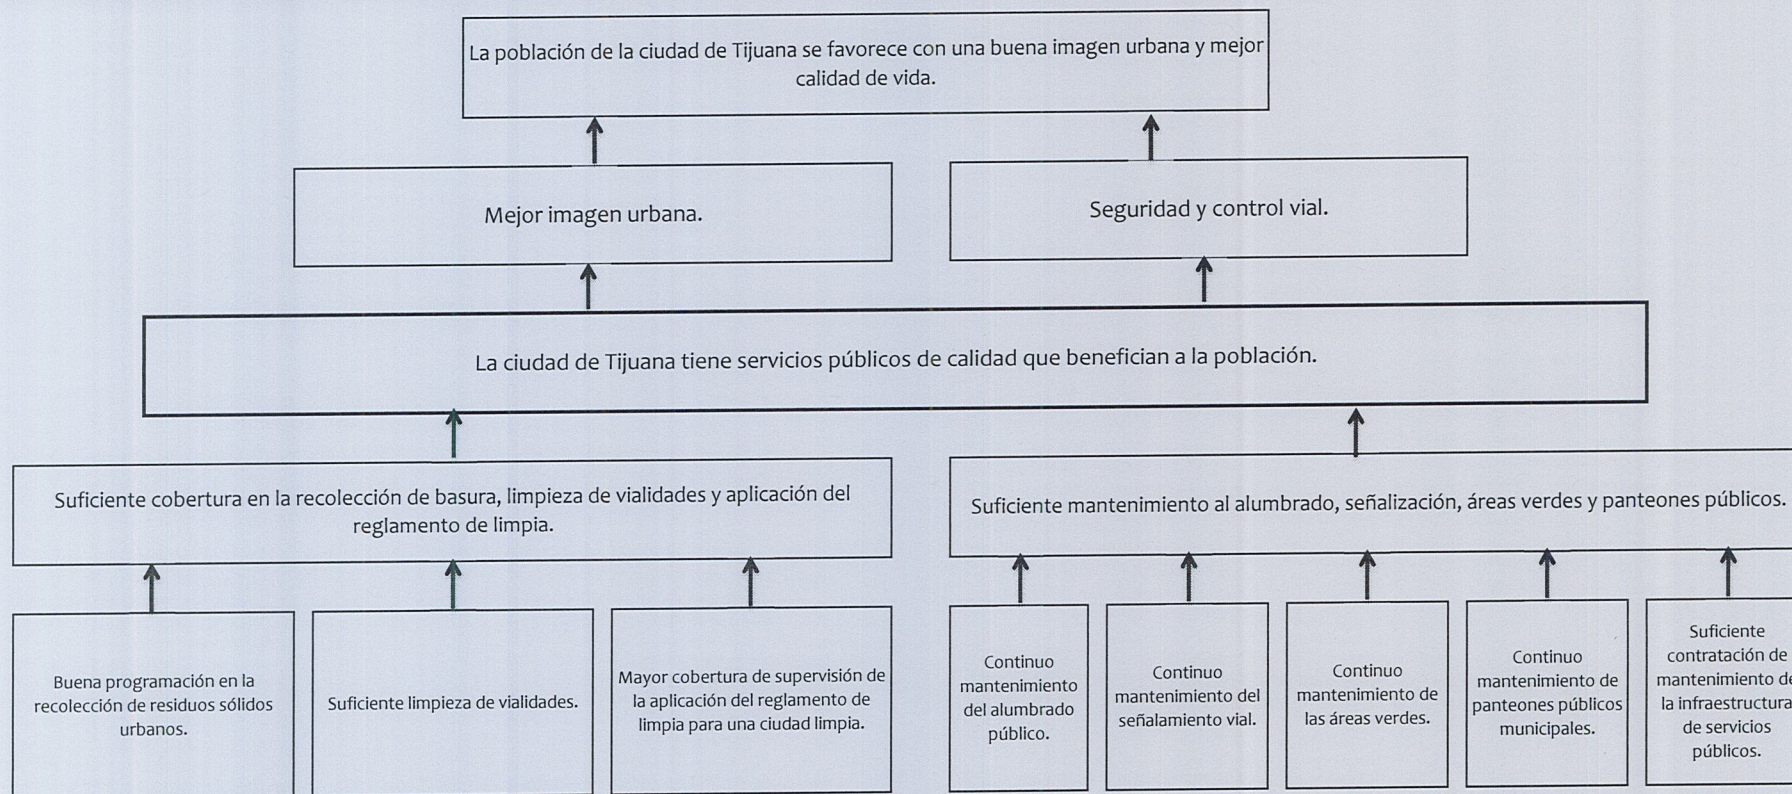 La población de la ciudad de Tijuana se favorece con una buena imagen urbana y mejor
calidad de vida.
Mejor imagen urbana.
Seguridad y control vial.
La ciudad de Tijuana tiene servicios públicos de calidad que benefician a la población.
Suficiente cobertura en la recolección de basura, limpieza de vialidades y aplicación del
reglamento de limpia.
Suficiente mantenimiento al alumbrado, señalización, áreas verdes y panteones públicos.
Buena programación en la
recolección de residuos sólidos
urbanos.
Suficiente limpieza de vialidades.
Mayor cobertura de supervisión de
la aplicación del reglamento de
limpia para una ciudad limpia.
Continuo
mantenimiento
del alumbrado
público.
Continuo
mantenimiento del
señalamiento vial.
Continuo
mantenimiento de
las áreas verdes.
Continuo
mantenimiento de
panteones públicos
municipales.
Suficiente
contratación de
mantenimiento de
la infraestructura
de servicios
públicos.